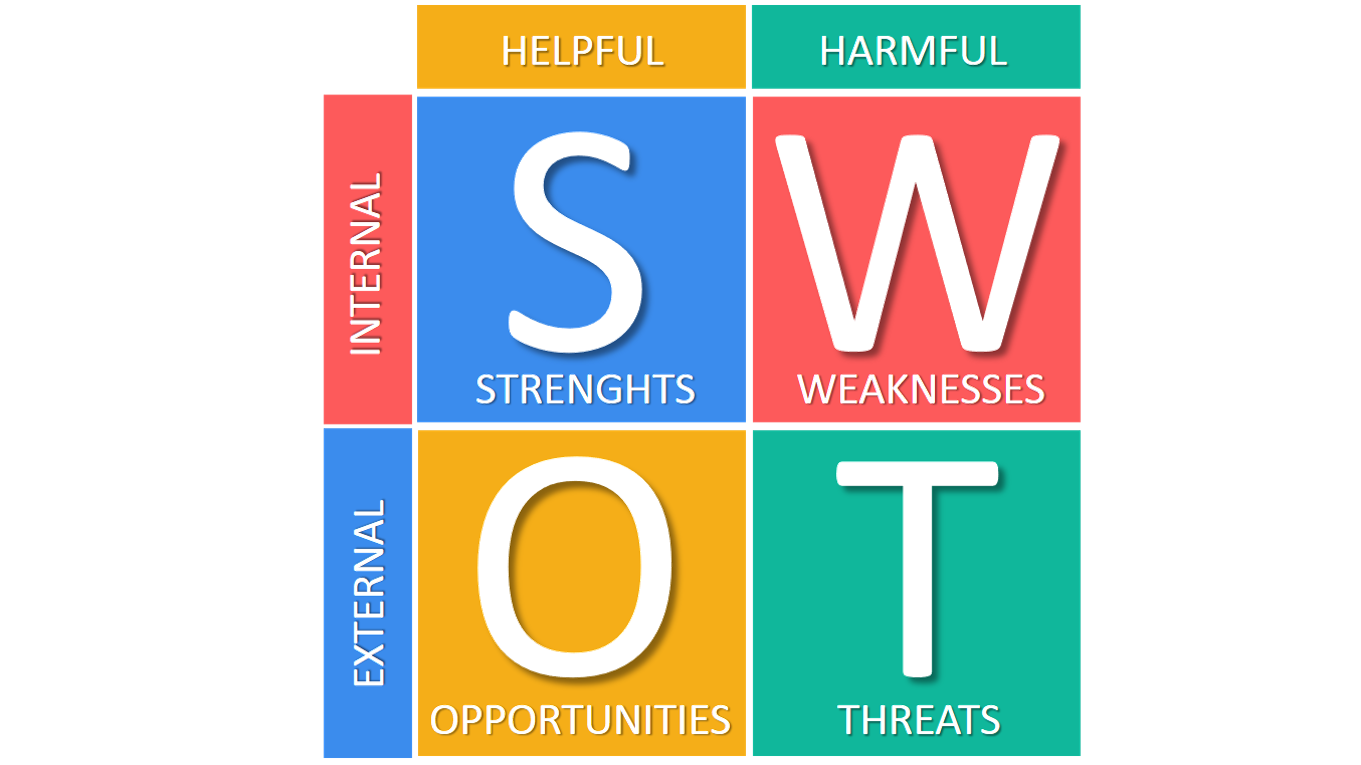 HELPFUL
HARMFUL
INTERNAL
S
STRENGHTS
W
WEAKNESSES
EXTERNAL
O
OPPORTUNITIES
T
THREATS